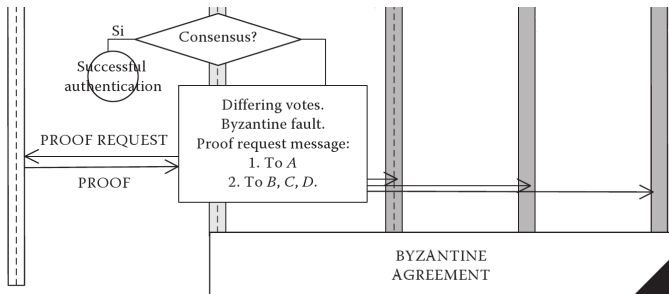 Si
Consensus?
Successful
authentication
Differing votes.
Byzantine fault.
Proof request message:
1. To A
2. To B, C, D.
PROOF REQUEST
PROOF
BYZANTINE
AGREEMENT